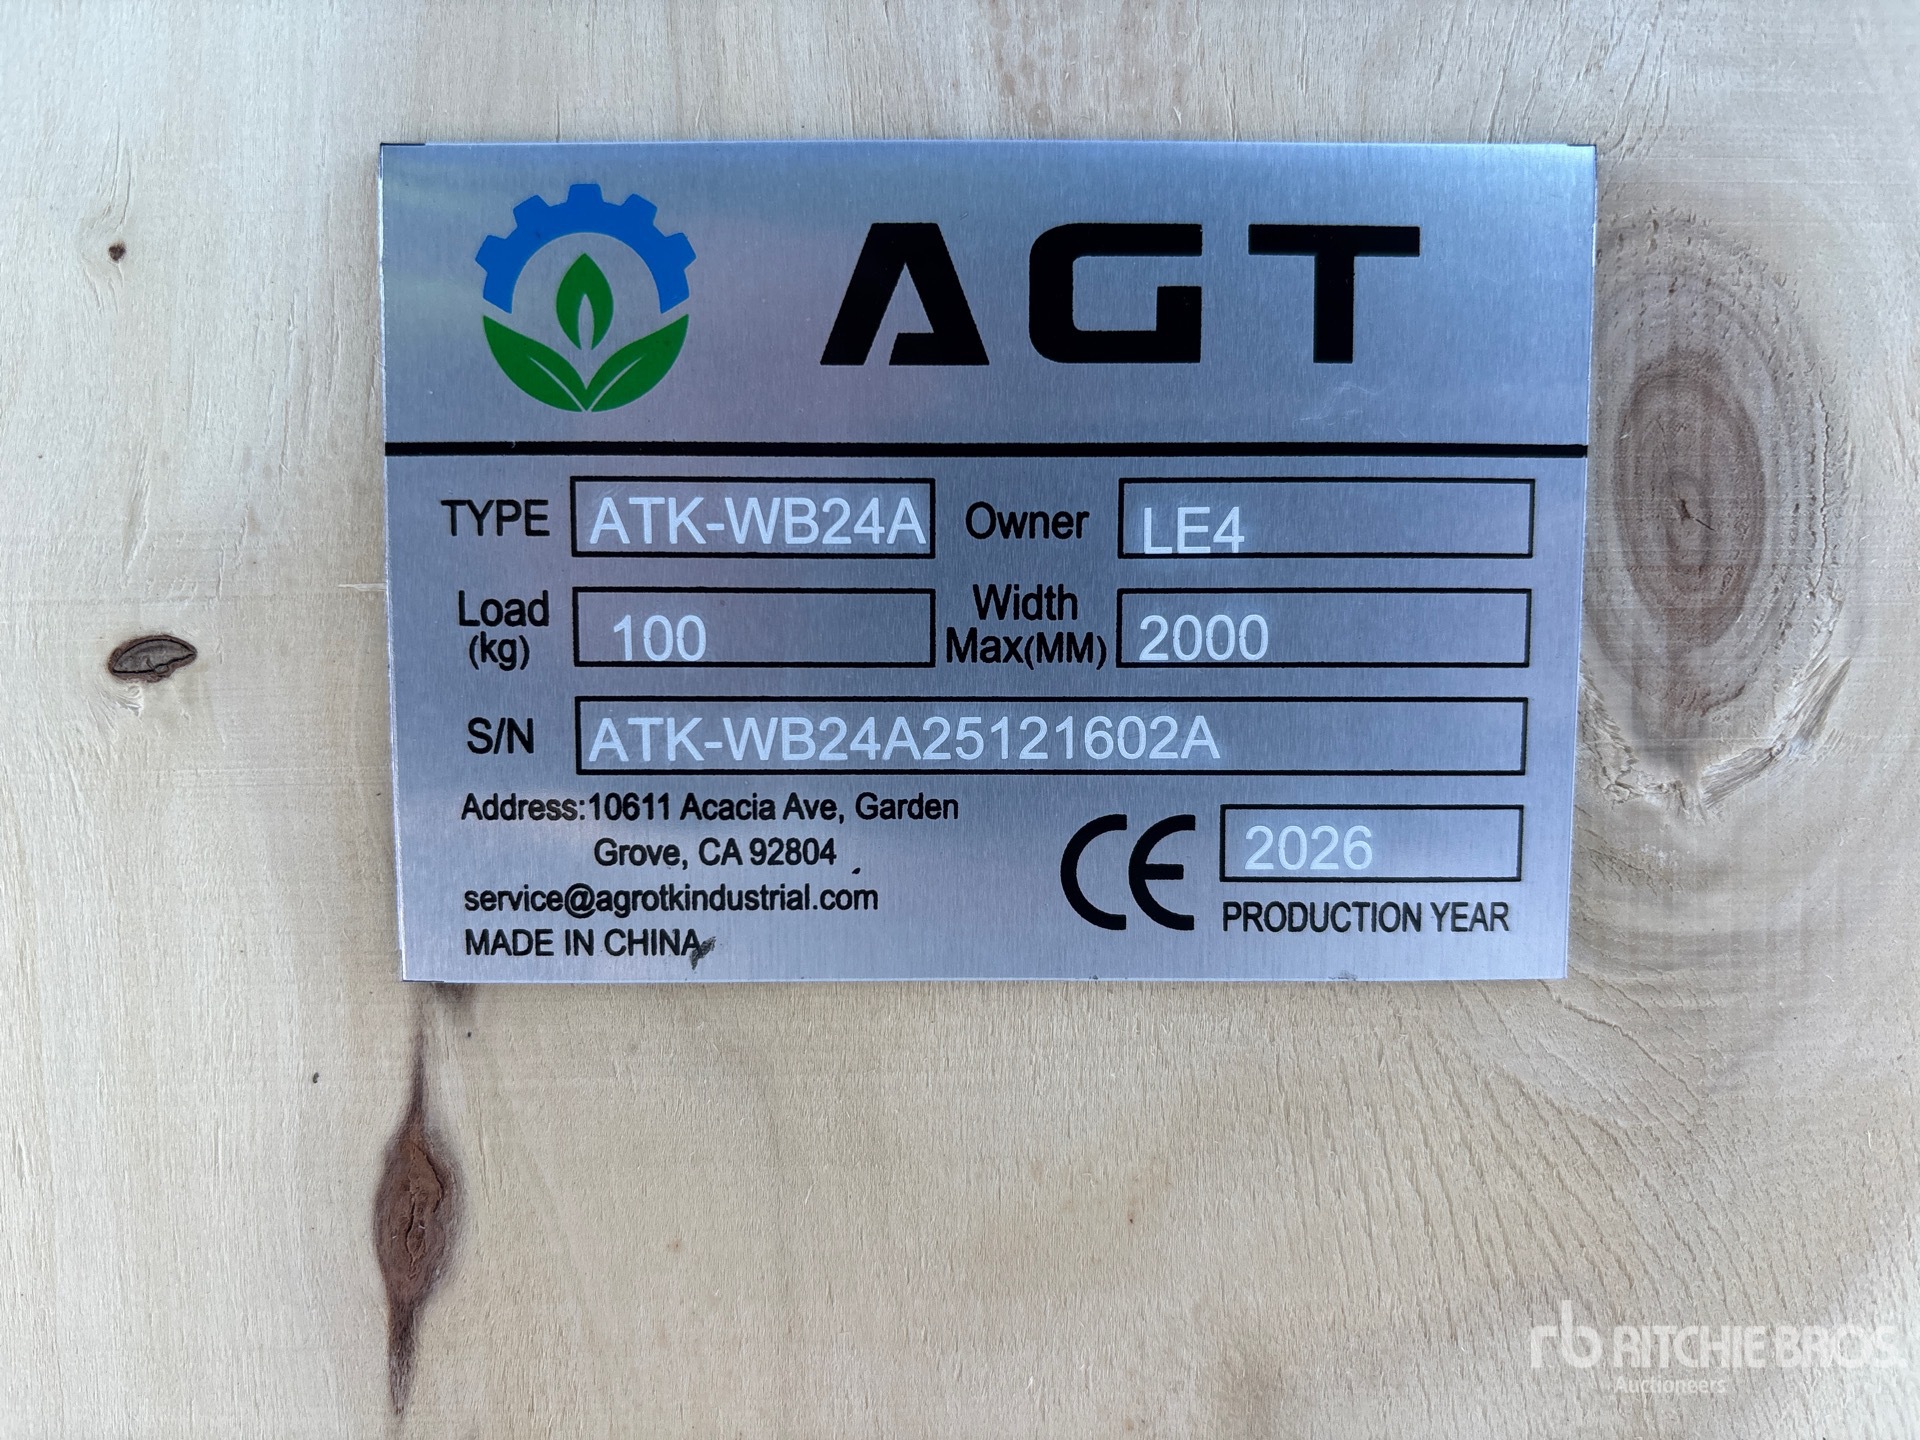 AGT
TYPE ATK-WB24A Owner LE4
Load (kg) 100 Width Max(MM) 2000
S/N ATK-WB24A25121602A
Address:10611 Acacia Ave, Garden
Grove, CA 92804
service@agrotkindustrial.com
MADE IN CHINA
CE 2026
PRODUCTION YEAR
rb RITCHIE BROS.
Auctioneers